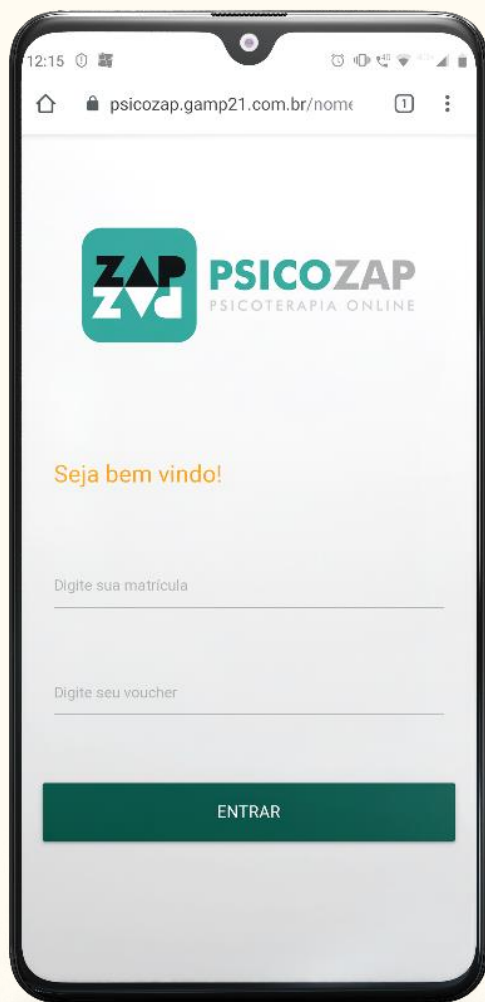 12:15
psicozap.gamp21.com.br/nome
1
ZAP
ZAP
PSICOZAP
PSICOTERAPIA ONLINE
Seja bem vindo!
Digite sua matrícula
Digite seu voucher
ENTRAR